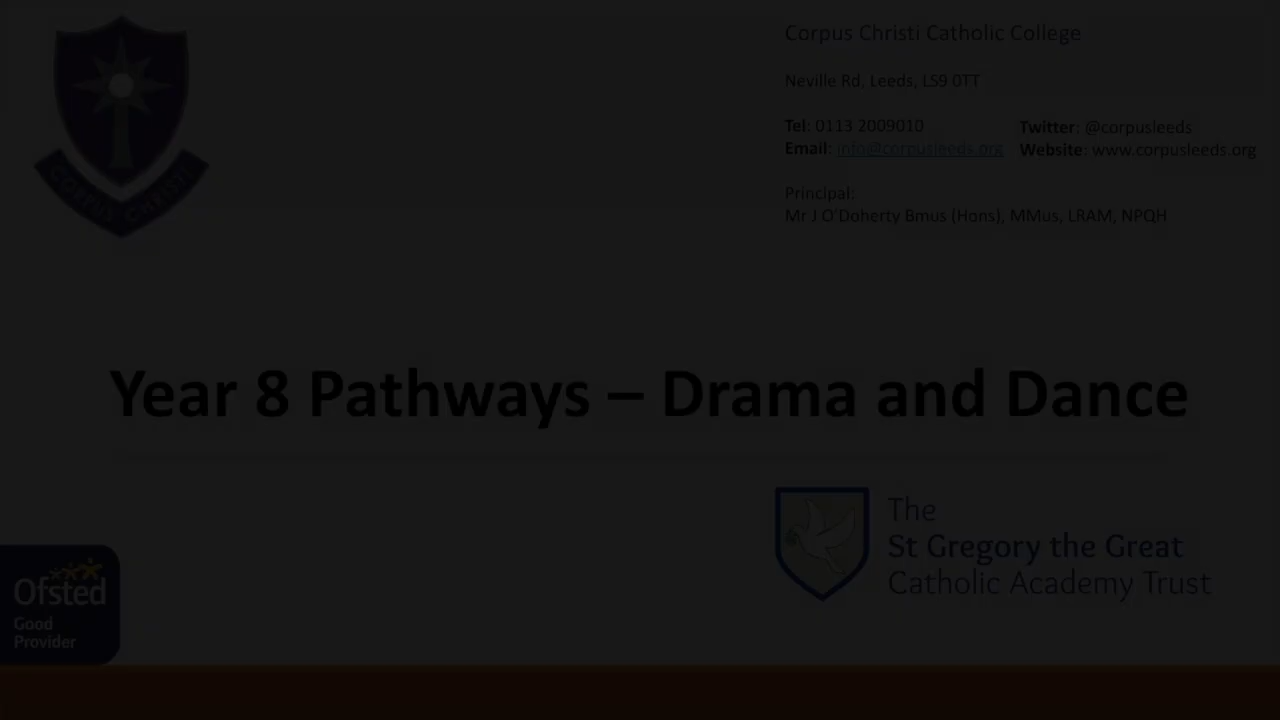 CORPUS CHRISTI
Corpus Christi Catholic College
Neville Rd, Leeds, LS9 0TT
Tel: 0113 2009010
Email: info@corpusleeds.org
Twitter: @corpusleeds
Website: www.corpusleeds.org
Principal:
Mr J O'Doherty Bmus (Hons), MMus, LRAM, NPQH
Year 8 Pathways – Drama and Dance
The
St Gregory the Great
Catholic Academy Trust
Ofsted
Good
Provider